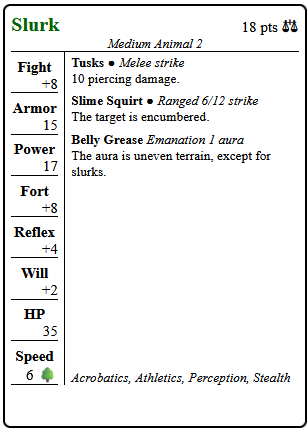 Slurk
18 pts
Medium Animal 2
Fight
+8
Armor
15
Power
17
Fort
+8
Reflex
+4
Will
+2
HP
35
Speed
6
Tusks ● Melee strike
10 piercing damage.
Slime Squirt ● Ranged 6/12 strike
The target is encumbered.
Belly Grease Emanation 1 aura
The aura is uneven terrain, except for
slurks.
Acrobatics, Athletics, Perception, Stealth